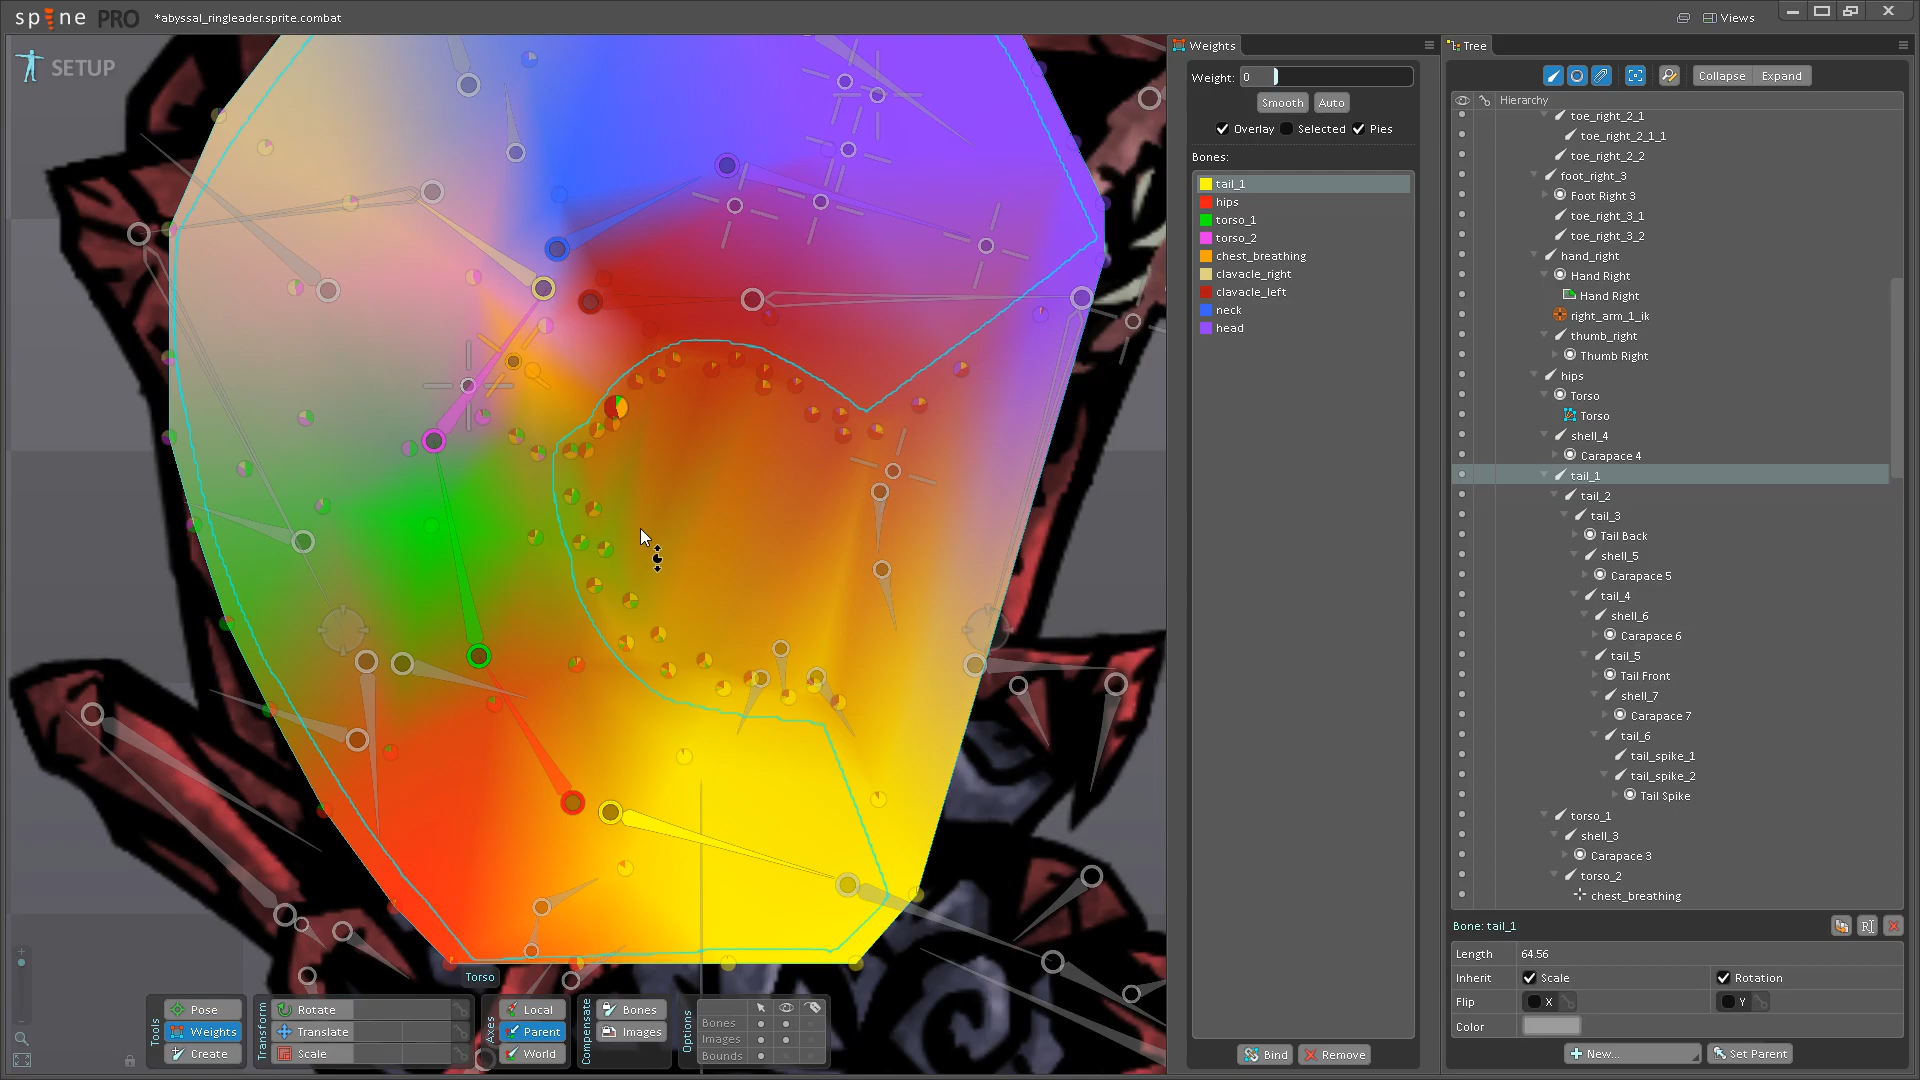 spine PRO
*abyssal_ringleader.sprite.combat
Views
SETUP
Weights
Weight: 0
Smooth Auto
Overlay Selected Pies
Bones:
tail_1
hips
torso_1
torso_2
chest_breathing
clavacle_right
clavacle_left
neck
head
Bind Remove
Tree
Collapse Expand
Hierarchy
toe_right_2_1
toe_right_2_1_1
toe_right_2_2
foot_right_3
Foot Right 3
toe_right_3_1
toe_right_3_2
hand_right
Hand Right
Hand Right
right_arm_1_ik
thumb_right
Thumb Right
hips
Torso
Torso
shell_4
Carapace 4
tail_1
tail_2
tail_3
Tail Back
shell_5
Carapace 5
tail_4
shell_6
Carapace 6
tail_5
Tail Front
shell_7
Carapace 7
tail_6
tail_spike_1
tail_spike_2
Tail Spike
torso_1
shell_3
Carapace 3
torso_2
chest_breathing
Bone: tail_1
Length 64.56
Inherit Scale Rotation
Flip X Y
Color
New... Set Parent
Torso
Tools
Pose
Weights
Create
Transform
Rotate
Translate
Scale
Axes
Local
Parent
World
Compensate
Bones
Images
Options
Bones
Images
Bounds